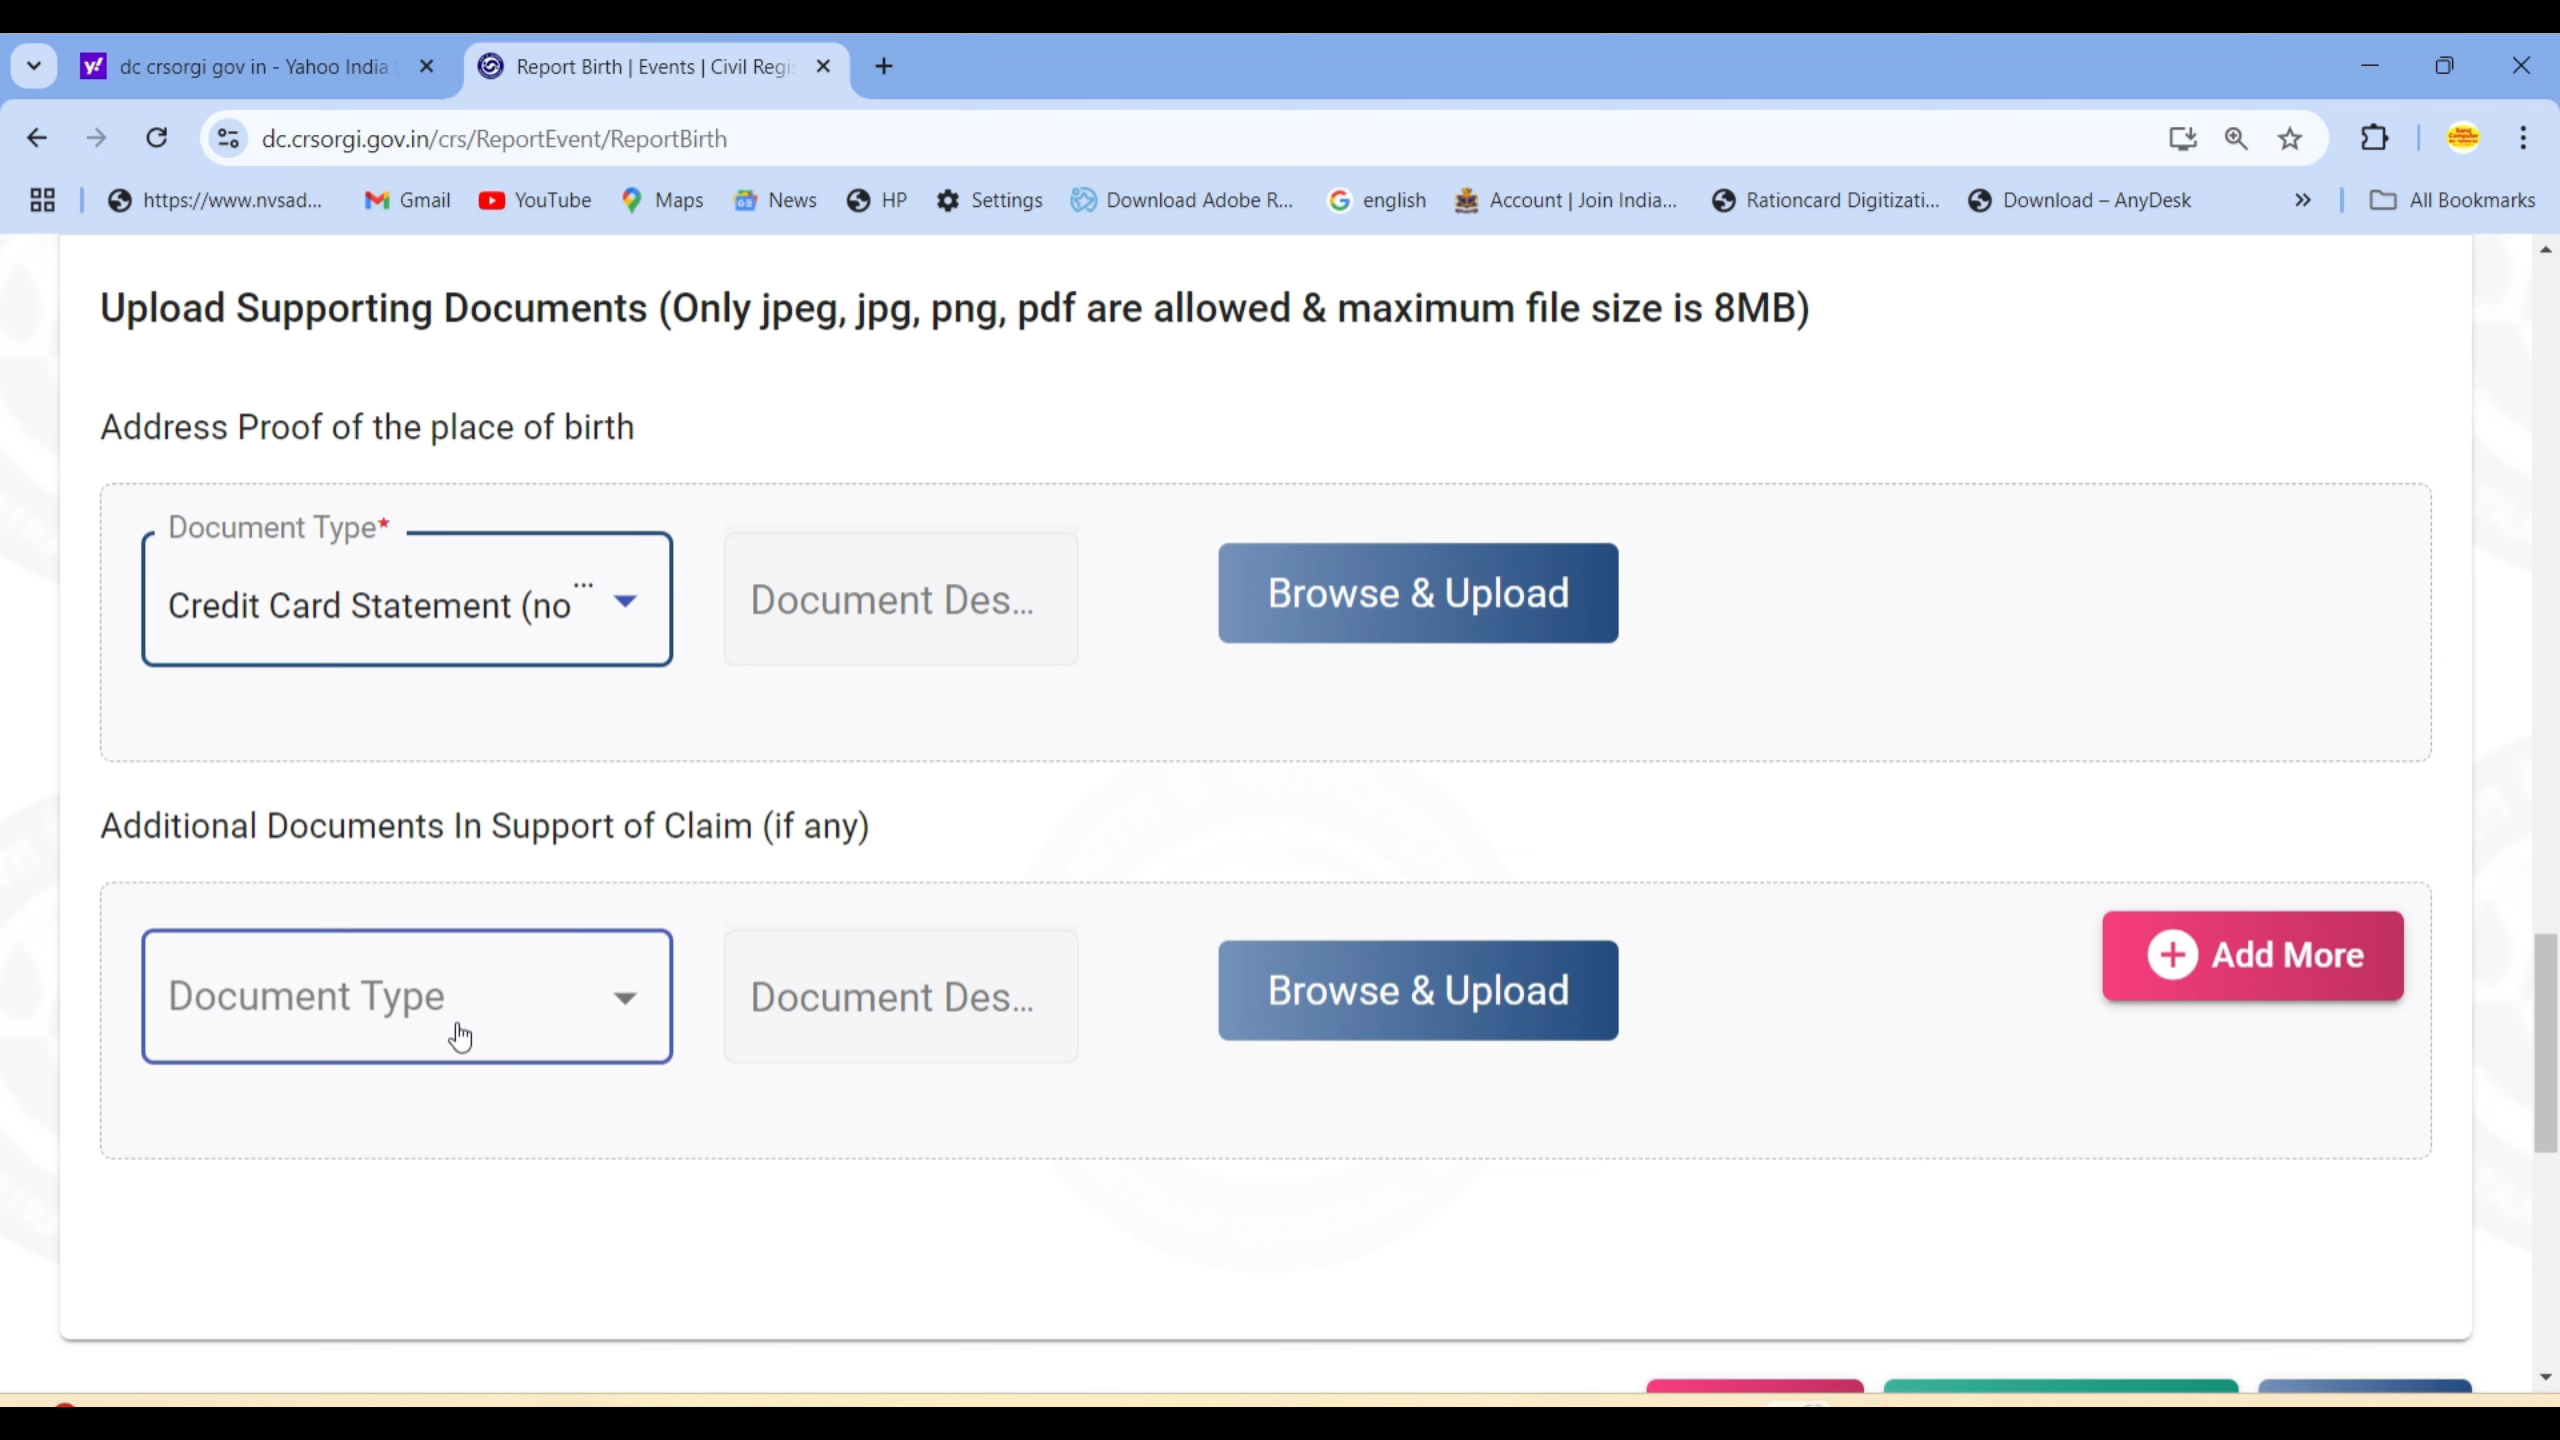 dc crsorgi gov in - Yahoo India
Report Birth | Events | Civil Regi
dc.crsorgi.gov.in/crs/ReportEvent/ReportBirth
https://www.nvsad...
Gmail
YouTube
Maps
News
HP
Settings
Download Adobe R...
english
Account | Join India...
Rationcard Digitizati...
Download – AnyDesk
All Bookmarks
Upload Supporting Documents (Only jpeg, jpg, png, pdf are allowed & maximum file size is 8MB)
Address Proof of the place of birth
Document Type*
Credit Card Statement (no...
Document Des...
Browse & Upload
Additional Documents In Support of Claim (if any)
Document Type
Document Des...
Browse & Upload
Add More